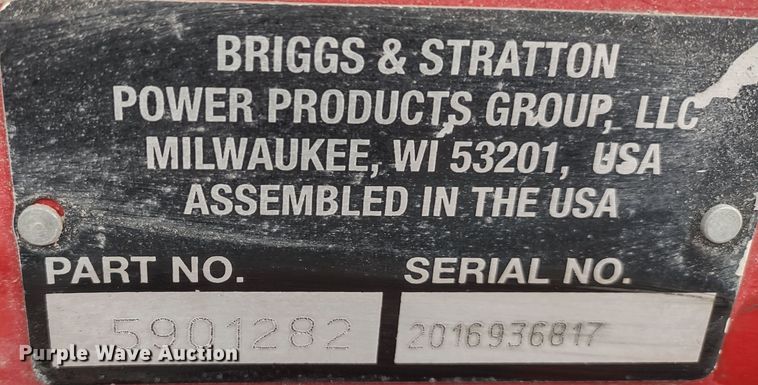 BRIGGS & STRATTON
POWER PRODUCTS GROUP, LLC
MILWAUKEE, WI 53201, USA
ASSEMBLED IN THE USA
PART NO. SERIAL NO.
5901282 2016936817
Purple Wave Auction